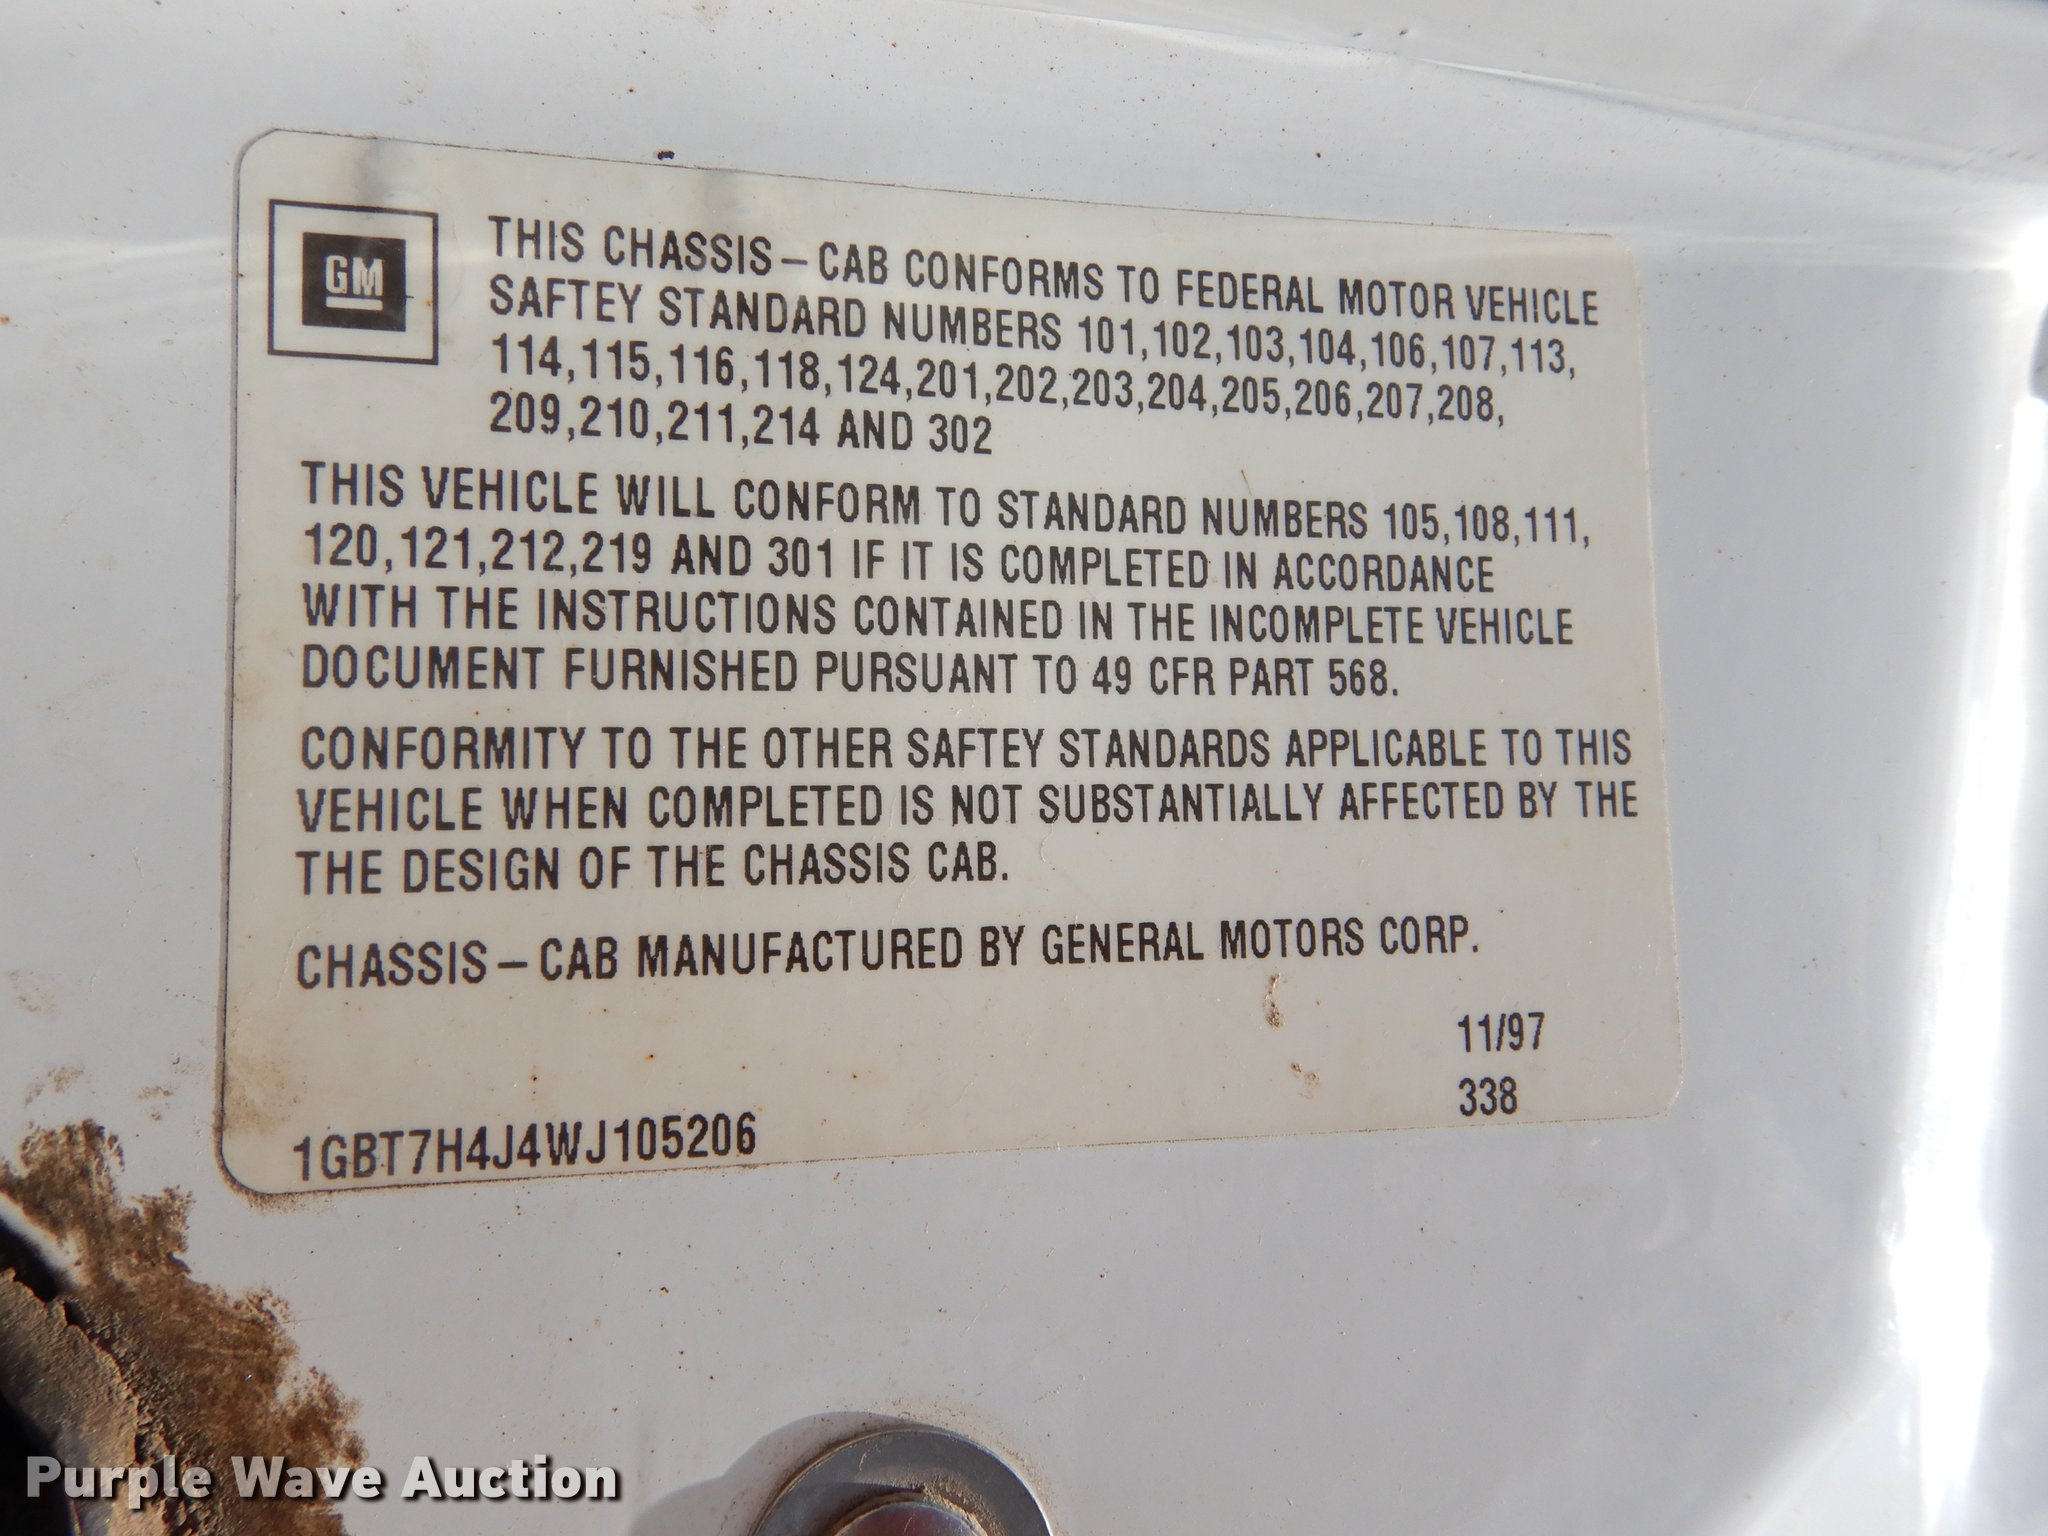 GM
THIS CHASSIS – CAB CONFORMS TO FEDERAL MOTOR VEHICLE
SAFTEY STANDARD NUMBERS 101,102,103,104,106,107,113,
114,115,116,118,124,201,202,203,204,205,206,207,208,
209,210,211,214 AND 302
THIS VEHICLE WILL CONFORM TO STANDARD NUMBERS 105,108,111,
120,121,212,219 AND 301 IF IT IS COMPLETED IN ACCORDANCE
WITH THE INSTRUCTIONS CONTAINED IN THE INCOMPLETE VEHICLE
DOCUMENT FURNISHED PURSUANT TO 49 CFR PART 568.
CONFORMITY TO THE OTHER SAFTEY STANDARDS APPLICABLE TO THIS
VEHICLE WHEN COMPLETED IS NOT SUBSTANTIALLY AFFECTED BY THE
THE DESIGN OF THE CHASSIS CAB.
CHASSIS – CAB MANUFACTURED BY GENERAL MOTORS CORP.
11/97
338
1GBT7H4J4WJ105206
Purple Wave Auction